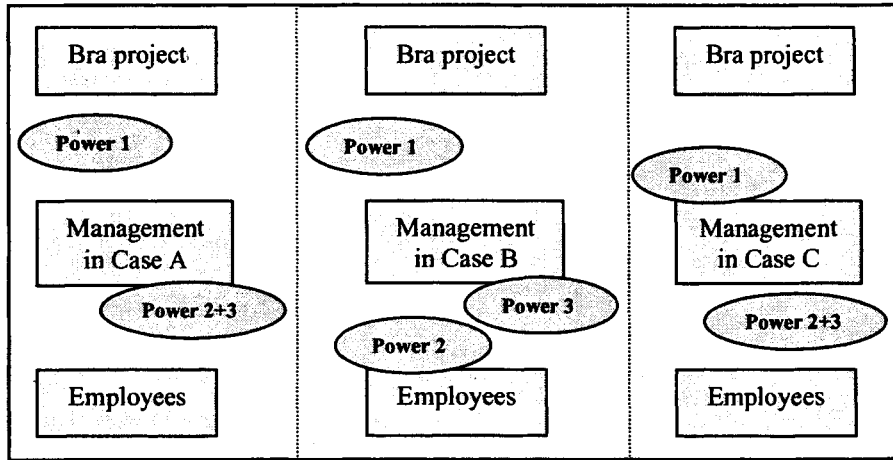 Bra project
Power 1
Management
in Case A
Power 2+3
Employees
Bra project
Power 1
Management
in Case B
Power 3
Power 2
Employees
Bra project
Power 1
Management
in Case C
Power 2+3
Employees